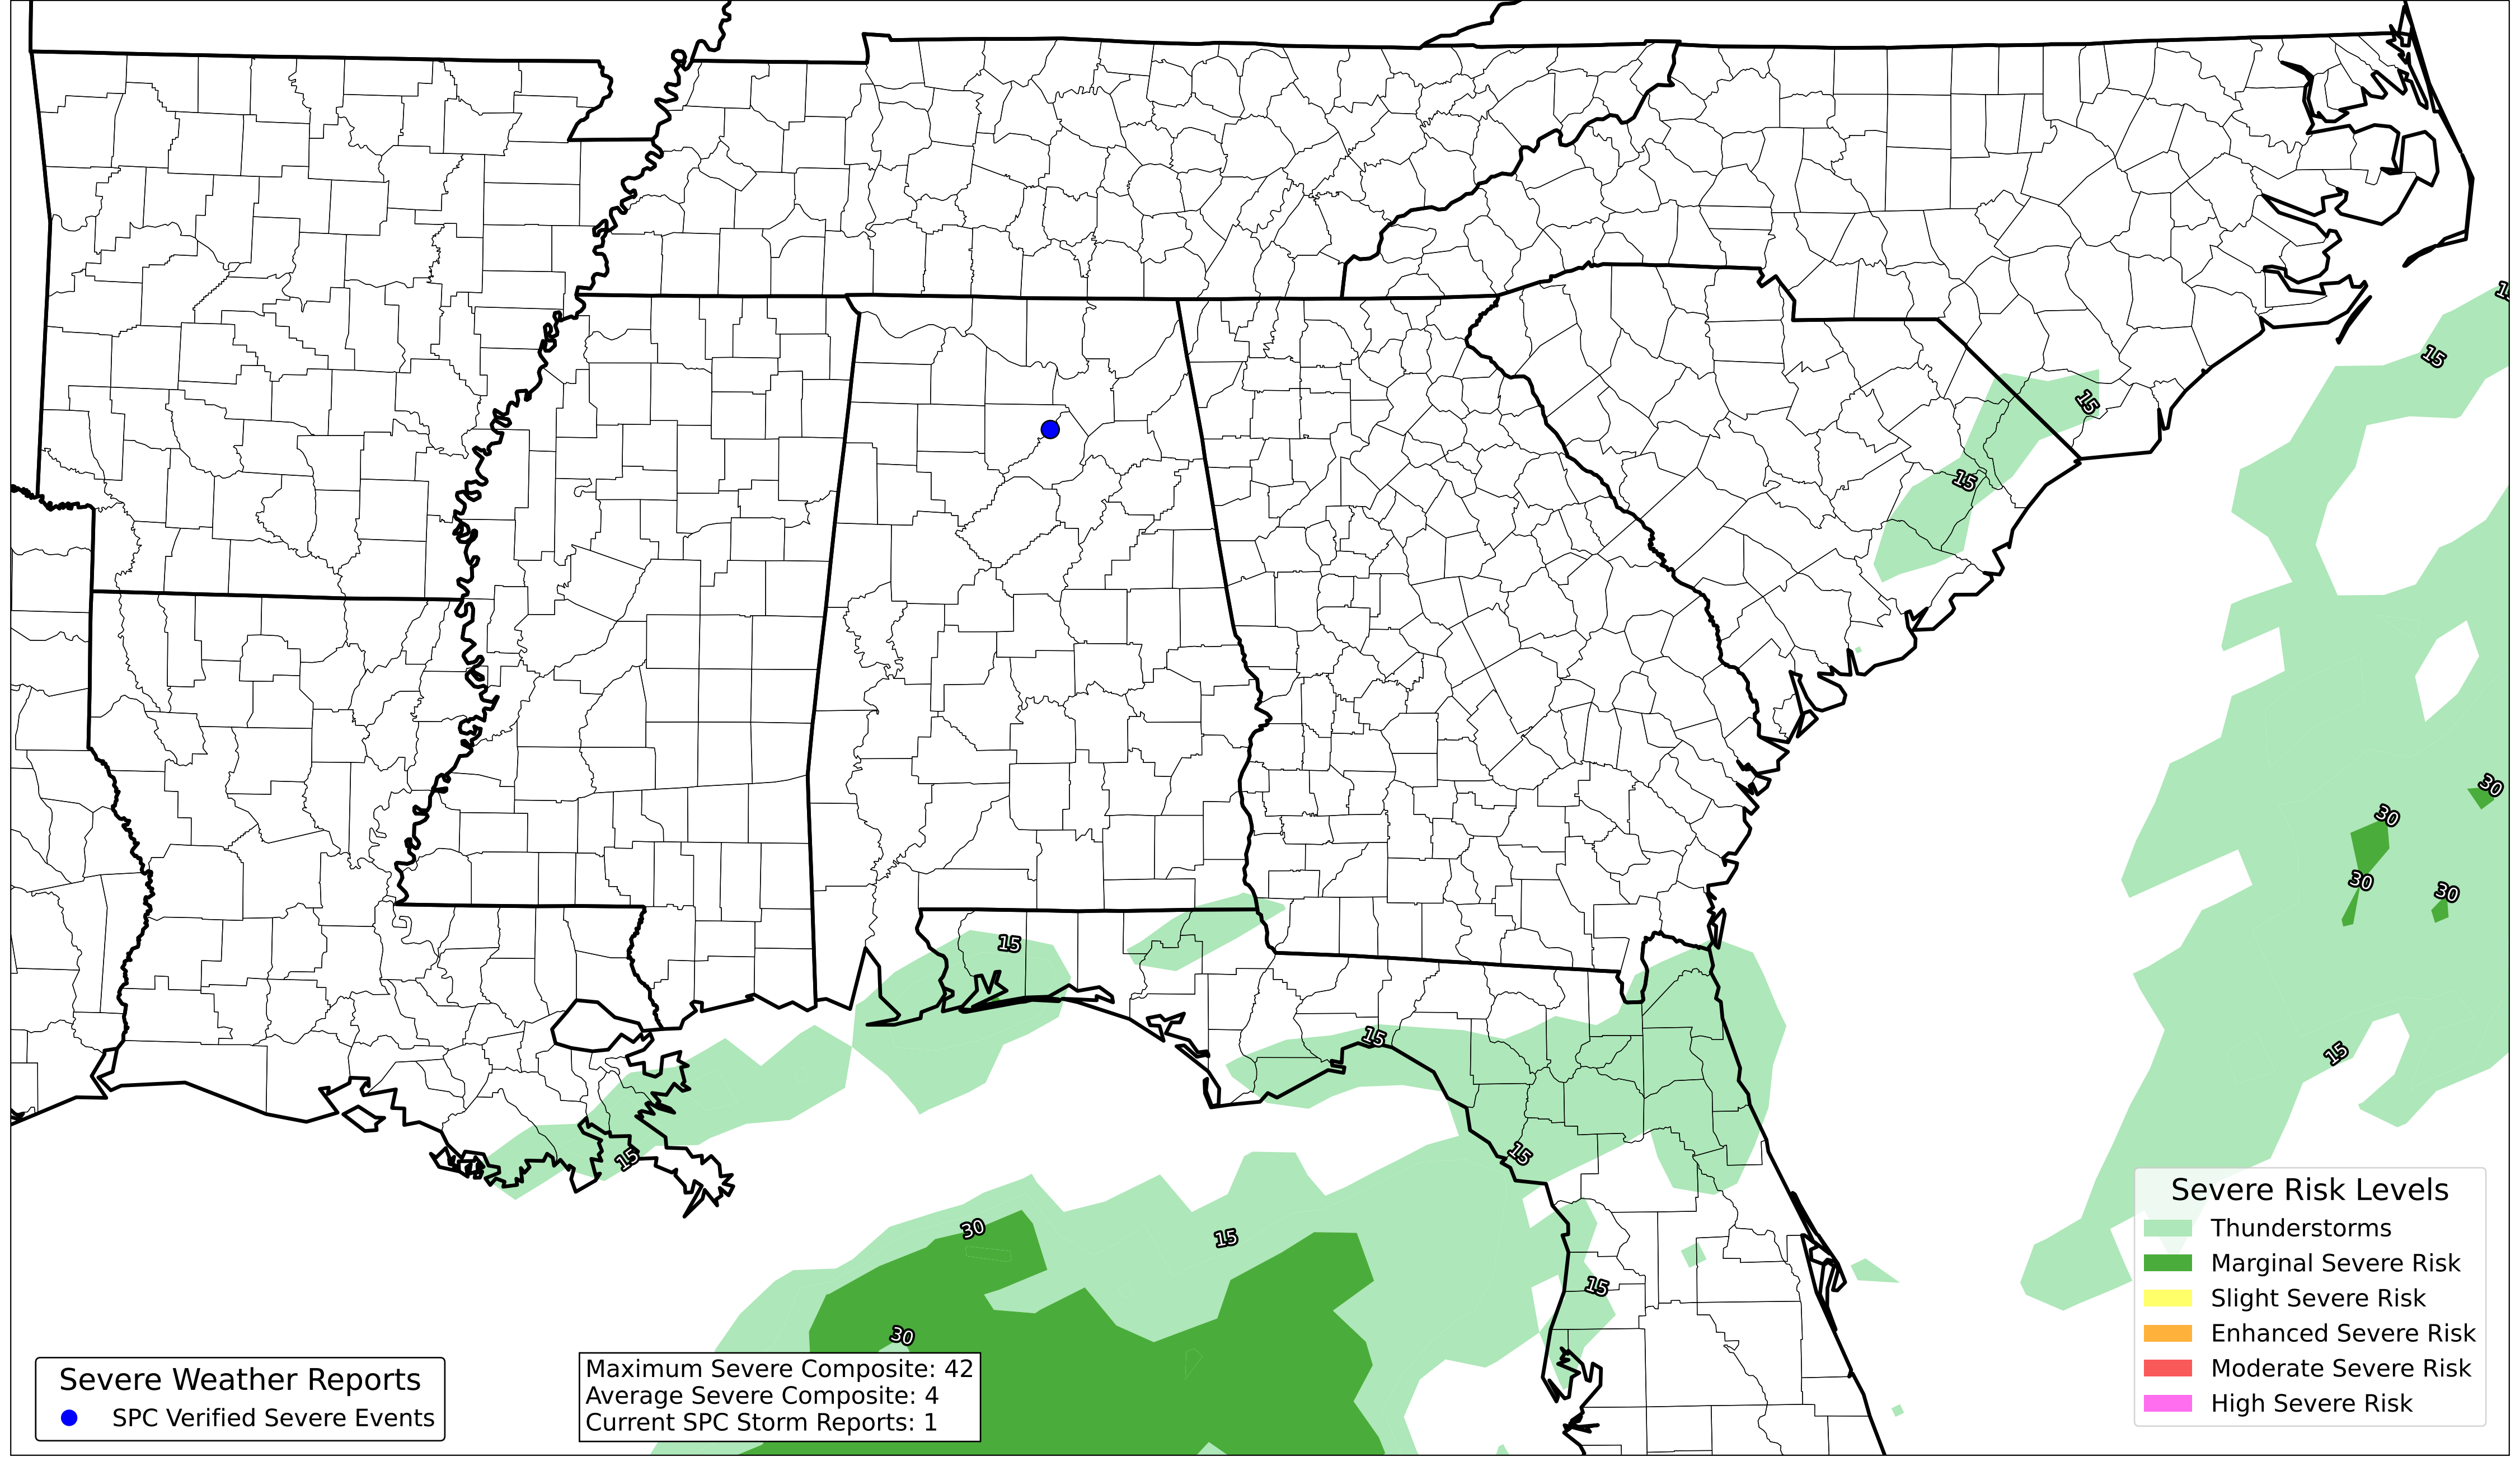 15
15
15
15
30
30
30
30
15
15
15
15
15
30
15
15
30
Severe Risk Levels
Thunderstorms
Marginal Severe Risk
Slight Severe Risk
Enhanced Severe Risk
Moderate Severe Risk
High Severe Risk
Severe Weather Reports
SPC Verified Severe Events
Maximum Severe Composite: 42
Average Severe Composite: 4
Current SPC Storm Reports: 1